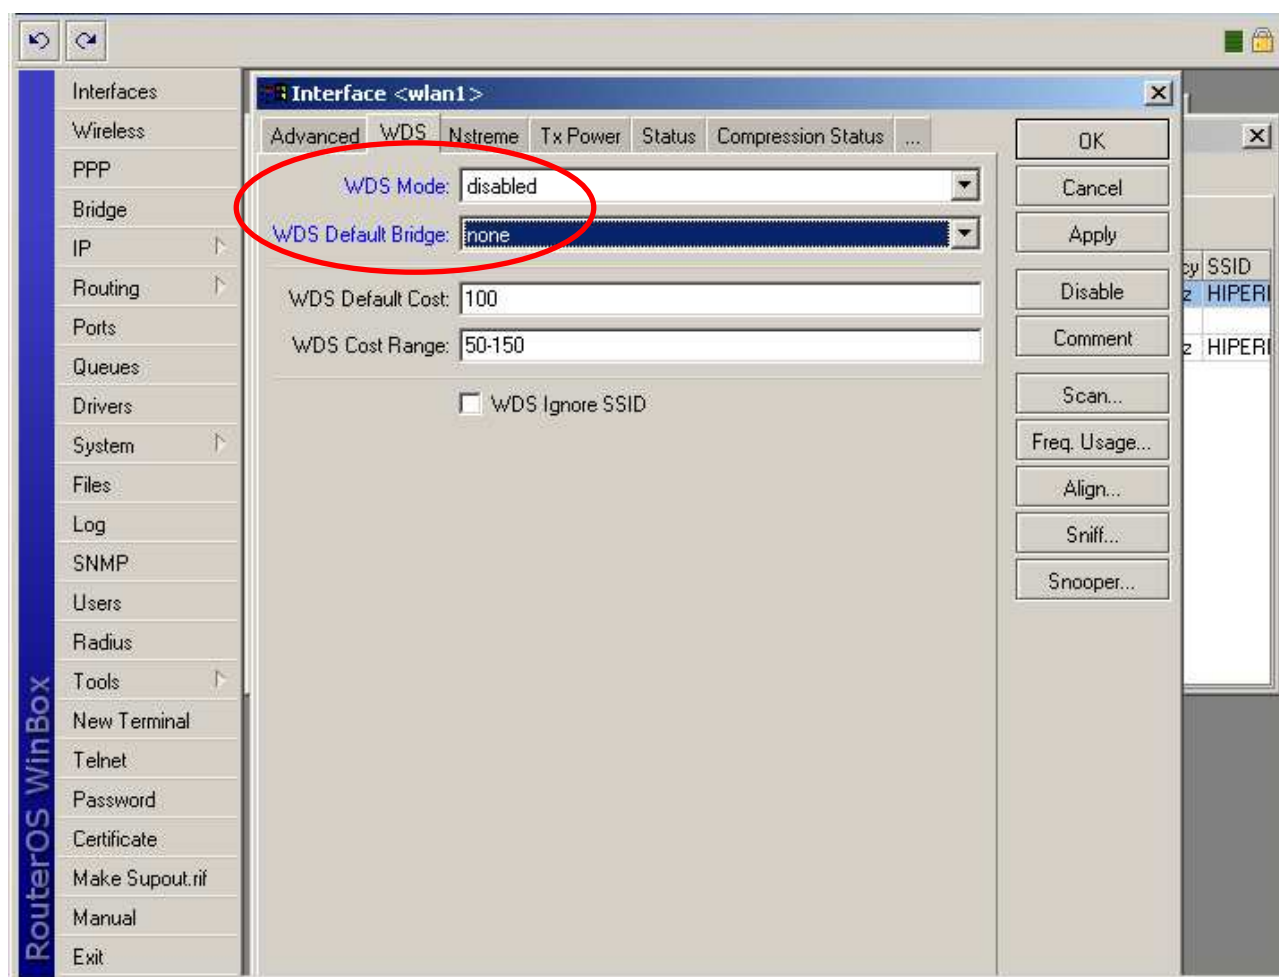 Interfaces
Wireless
PPP
Bridge
IP
Routing
Ports
Queues
Drivers
System
Files
Log
SNMP
Users
Radius
Tools
New Terminal
Telnet
Password
Certificate
Make Supout.rif
Manual
Exit
RouterOS WinBox
Interface <wlan1>
Advanced WDS Nstreme Tx Power Status Compression Status ...
WDS Mode: disabled
WDS Default Bridge: none
WDS Default Cost: 100
WDS Cost Range: 50-150
WDS Ignore SSID
OK
Cancel
Apply
Disable
Comment
Scan...
Freq. Usage...
Align...
Sniff...
Snooper...
cy SSID
z HIPERI
z HIPERI